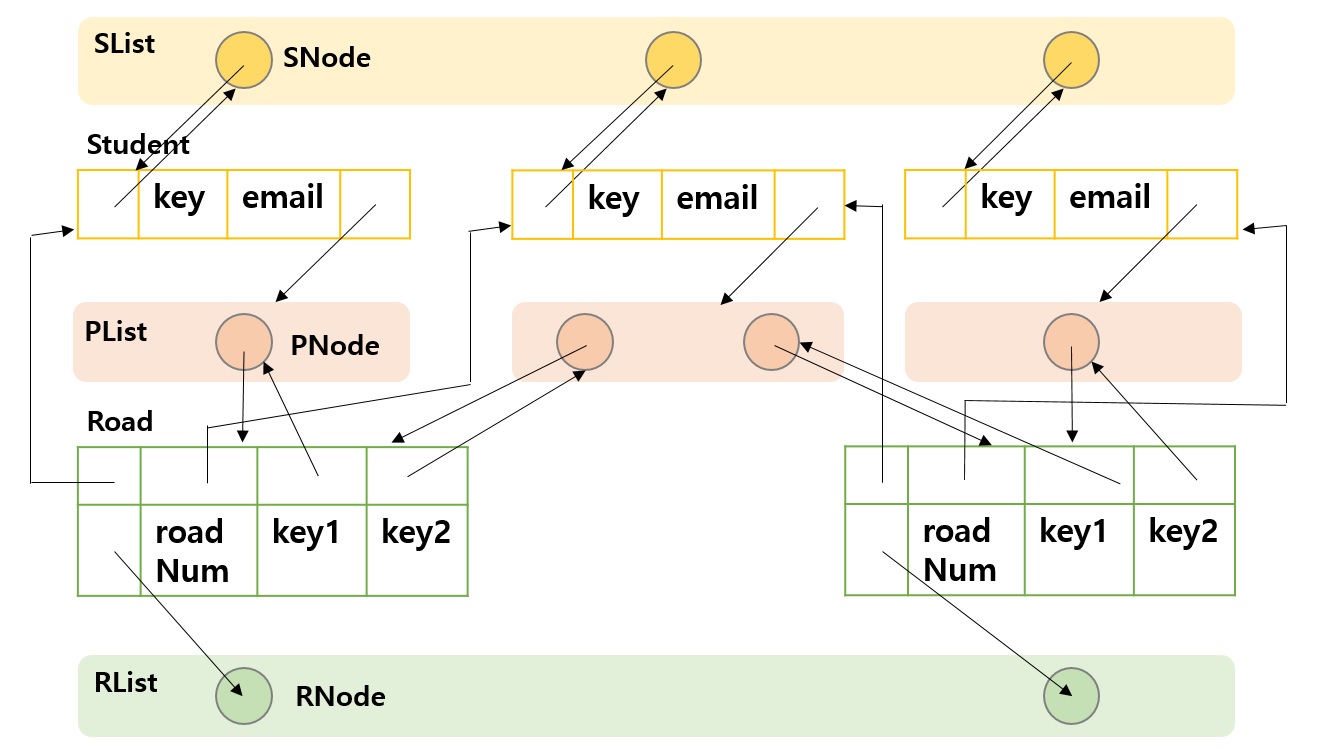 SList
SNode
Student
key email
key email
key email
PList
PNode
Road
road
Num
key1 key2
road
Num
key1 key2
RList
RNode